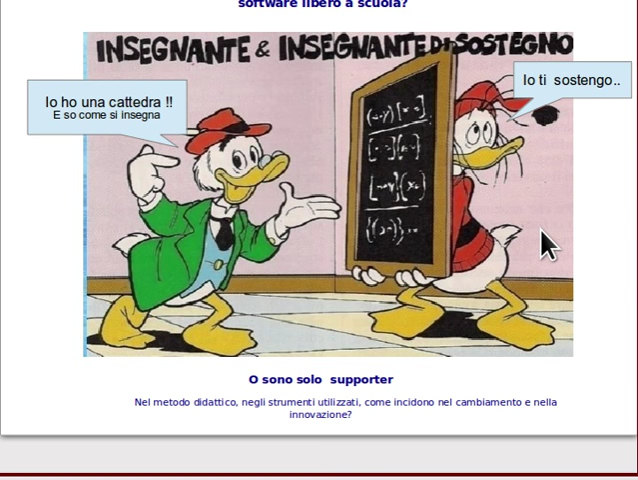 software libero a scuola?
INSEGNANTE & INSEGNANTE DI SOSTEGNO
Io ti sostengo..
Io ho una cattedra !!
E so come si insegna
O sono solo supporter
Nel metodo didattico, negli strumenti utilizzati, come incidono nel cambiamento e nella
innovazione?